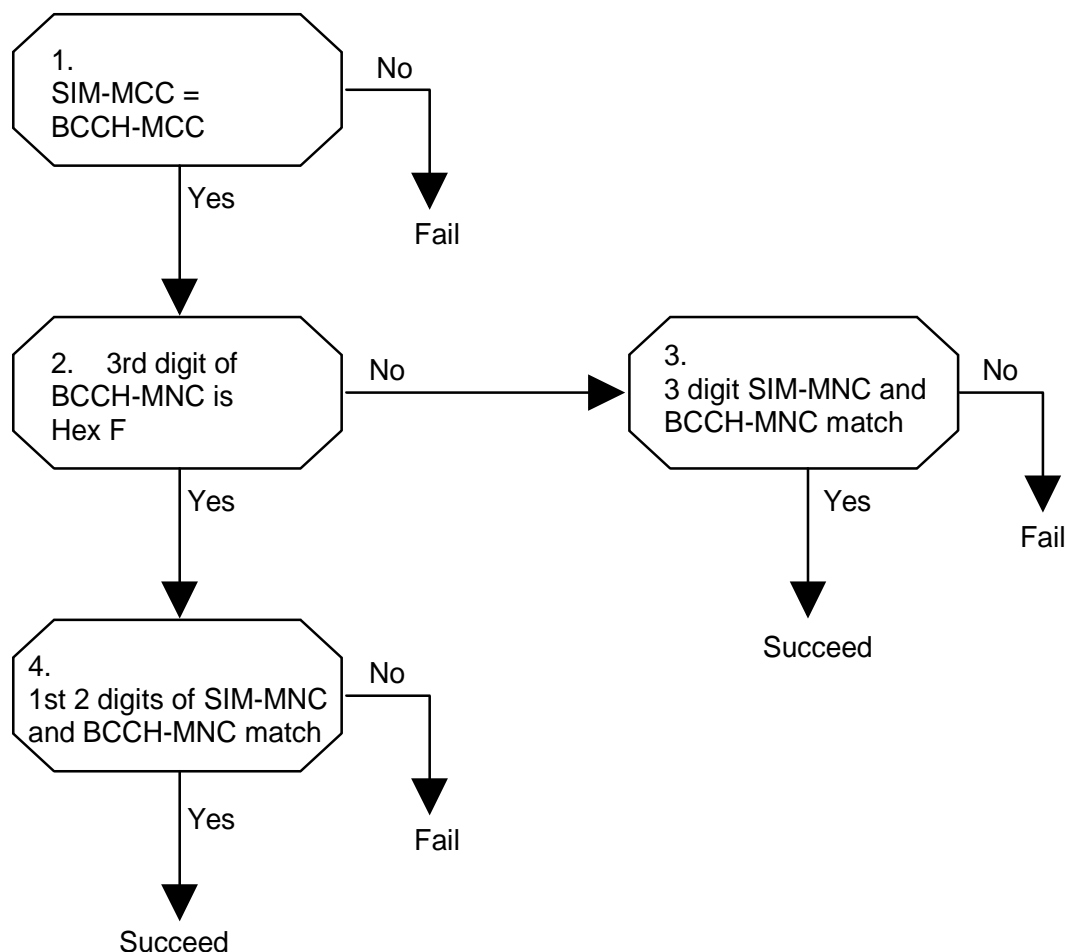 1.
SIM-MCC =
BCCH-MCC
No
Yes
Fail
2. 3rd digit of
BCCH-MNC is
Hex F
No
3.
3 digit SIM-MNC and
BCCH-MNC match
No
Yes
Yes
Fail
Succeed
4.
1st 2 digits of SIM-MNC
and BCCH-MNC match
No
Yes
Fail
Succeed